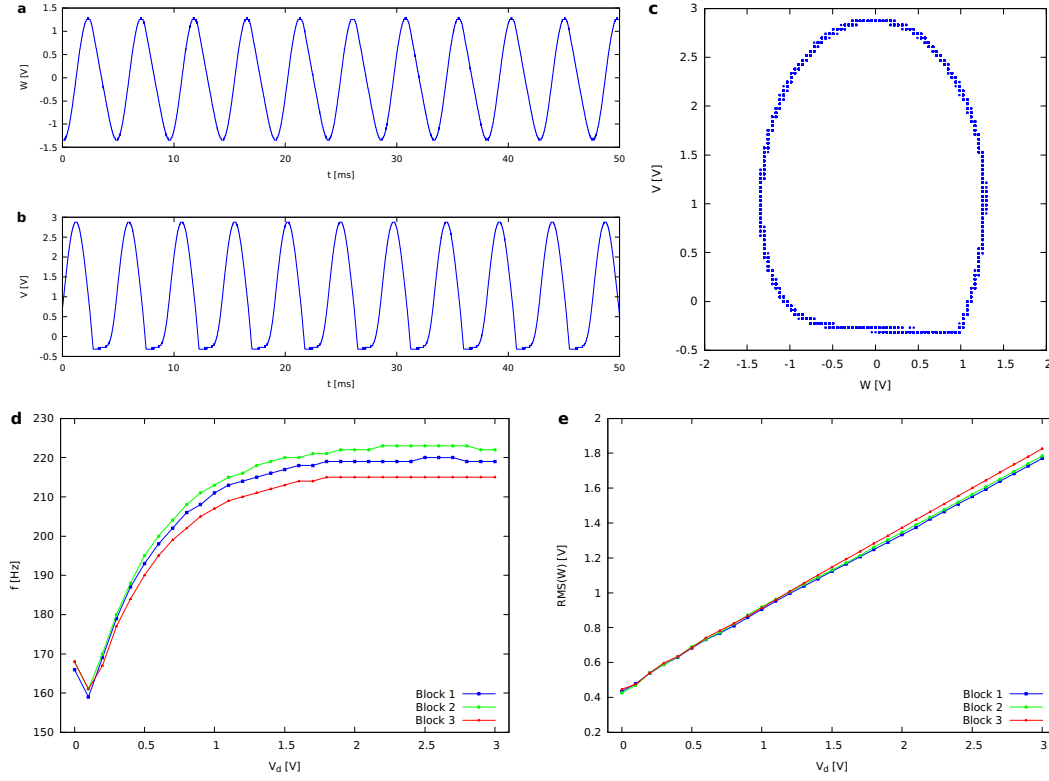 a
W [V]
1.5
1
0.5
0
-0.5
-1
-1.5
0 10 20 30 40 50
t [ms]
b
V [V]
3
2.5
2
1.5
1
0.5
0
-0.5
0 10 20 30 40 50
t [ms]
c
V [V]
3
2.5
2
1.5
1
0.5
0
-0.5
-2 -1.5 -1 -0.5 0 0.5 1 1.5 2
W [V]
d
f [Hz]
230
220
210
200
190
180
170
160
150
Block 1
Block 2
Block 3
0 0.5 1 1.5 2 2.5 3
Vd [V]
e
RMS(W) [V]
2
1.8
1.6
1.4
1.2
1
0.8
0.6
0.4
0.2
Block 1
Block 2
Block 3
0 0.5 1 1.5 2 2.5 3
Vd [V]